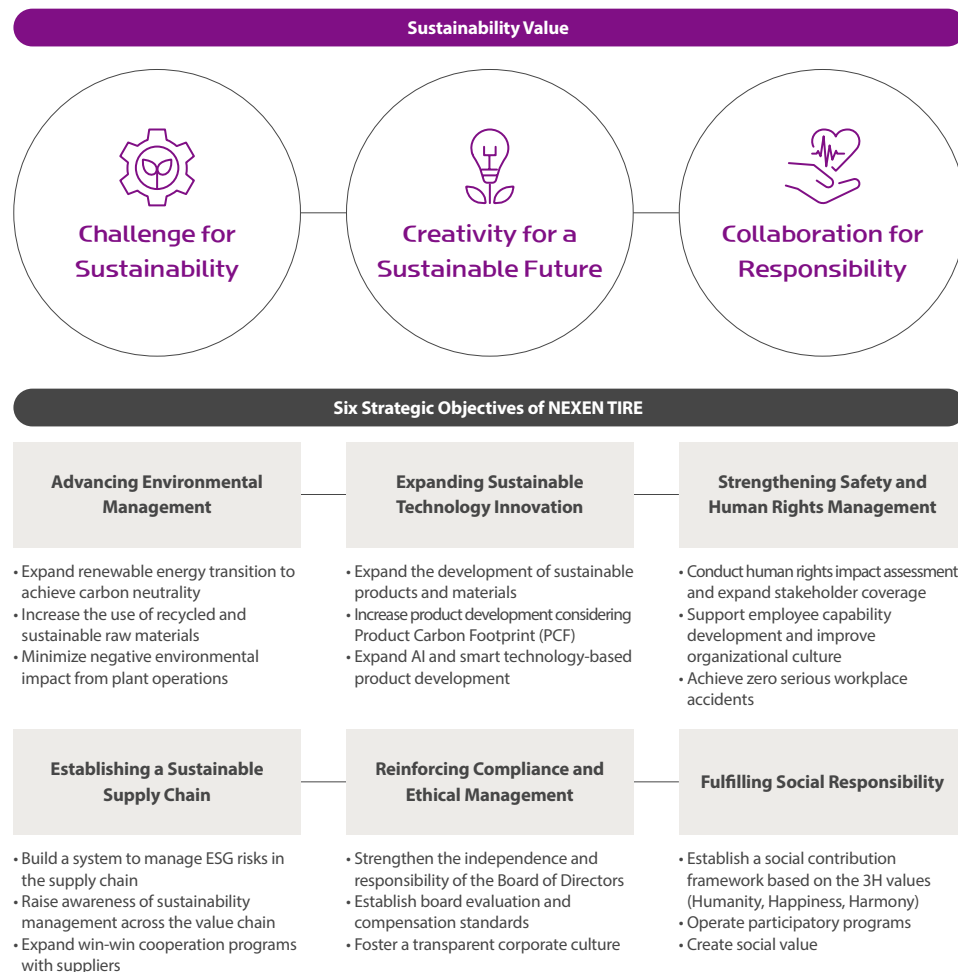 Sustainability Value
Challenge for
Sustainability
Creativity for a
Sustainable Future
Collaboration for
Responsibility
Six Strategic Objectives of NEXEN TIRE
Advancing Environmental
Management
Expanding Sustainable
Technology Innovation
Strengthening Safety and
Human Rights Management
• Expand renewable energy transition to
achieve carbon neutrality
• Increase the use of recycled and
sustainable raw materials
• Minimize negative environmental
impact from plant operations
• Expand the development of sustainable
products and materials
• Increase product development considering
Product Carbon Footprint (PCF)
• Expand AI and smart technology-based
product development
• Conduct human rights impact assessment
and expand stakeholder coverage
• Support employee capability
development and improve
organizational culture
• Achieve zero serious workplace
accidents
Establishing a Sustainable
Supply Chain
Reinforcing Compliance and
Ethical Management
Fulfilling Social Responsibility
• Build a system to manage ESG risks in
the supply chain
• Raise awareness of sustainability
management across the value chain
• Expand win-win cooperation programs
with suppliers
• Strengthen the independence and
responsibility of the Board of Directors
• Establish board evaluation and
compensation standards
• Foster a transparent corporate culture
• Establish a social contribution
framework based on the 3H values
(Humanity, Happiness, Harmony)
• Operate participatory programs
• Create social value